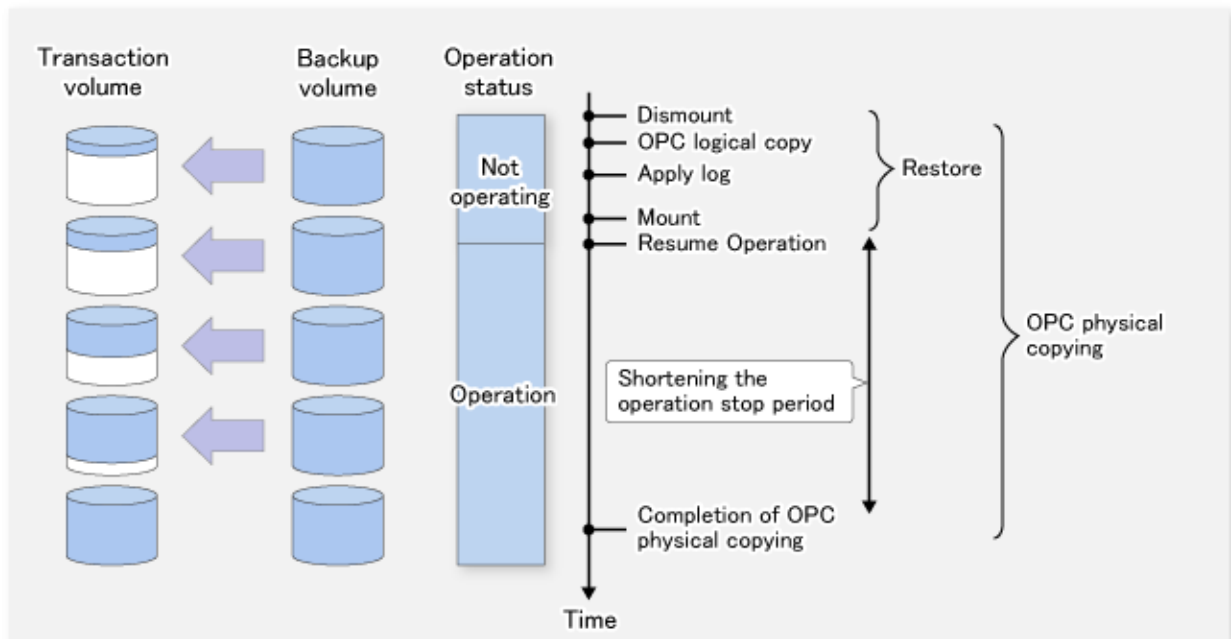 Transaction
volume
Backup
volume
Operation
status
Not
operating
Operation
Dismount
OPC logical copy
Apply log
Mount
Resume Operation
Restore
Shortening the
operation stop period
OPC physical
copying
Completion of OPC
physical copying
Time